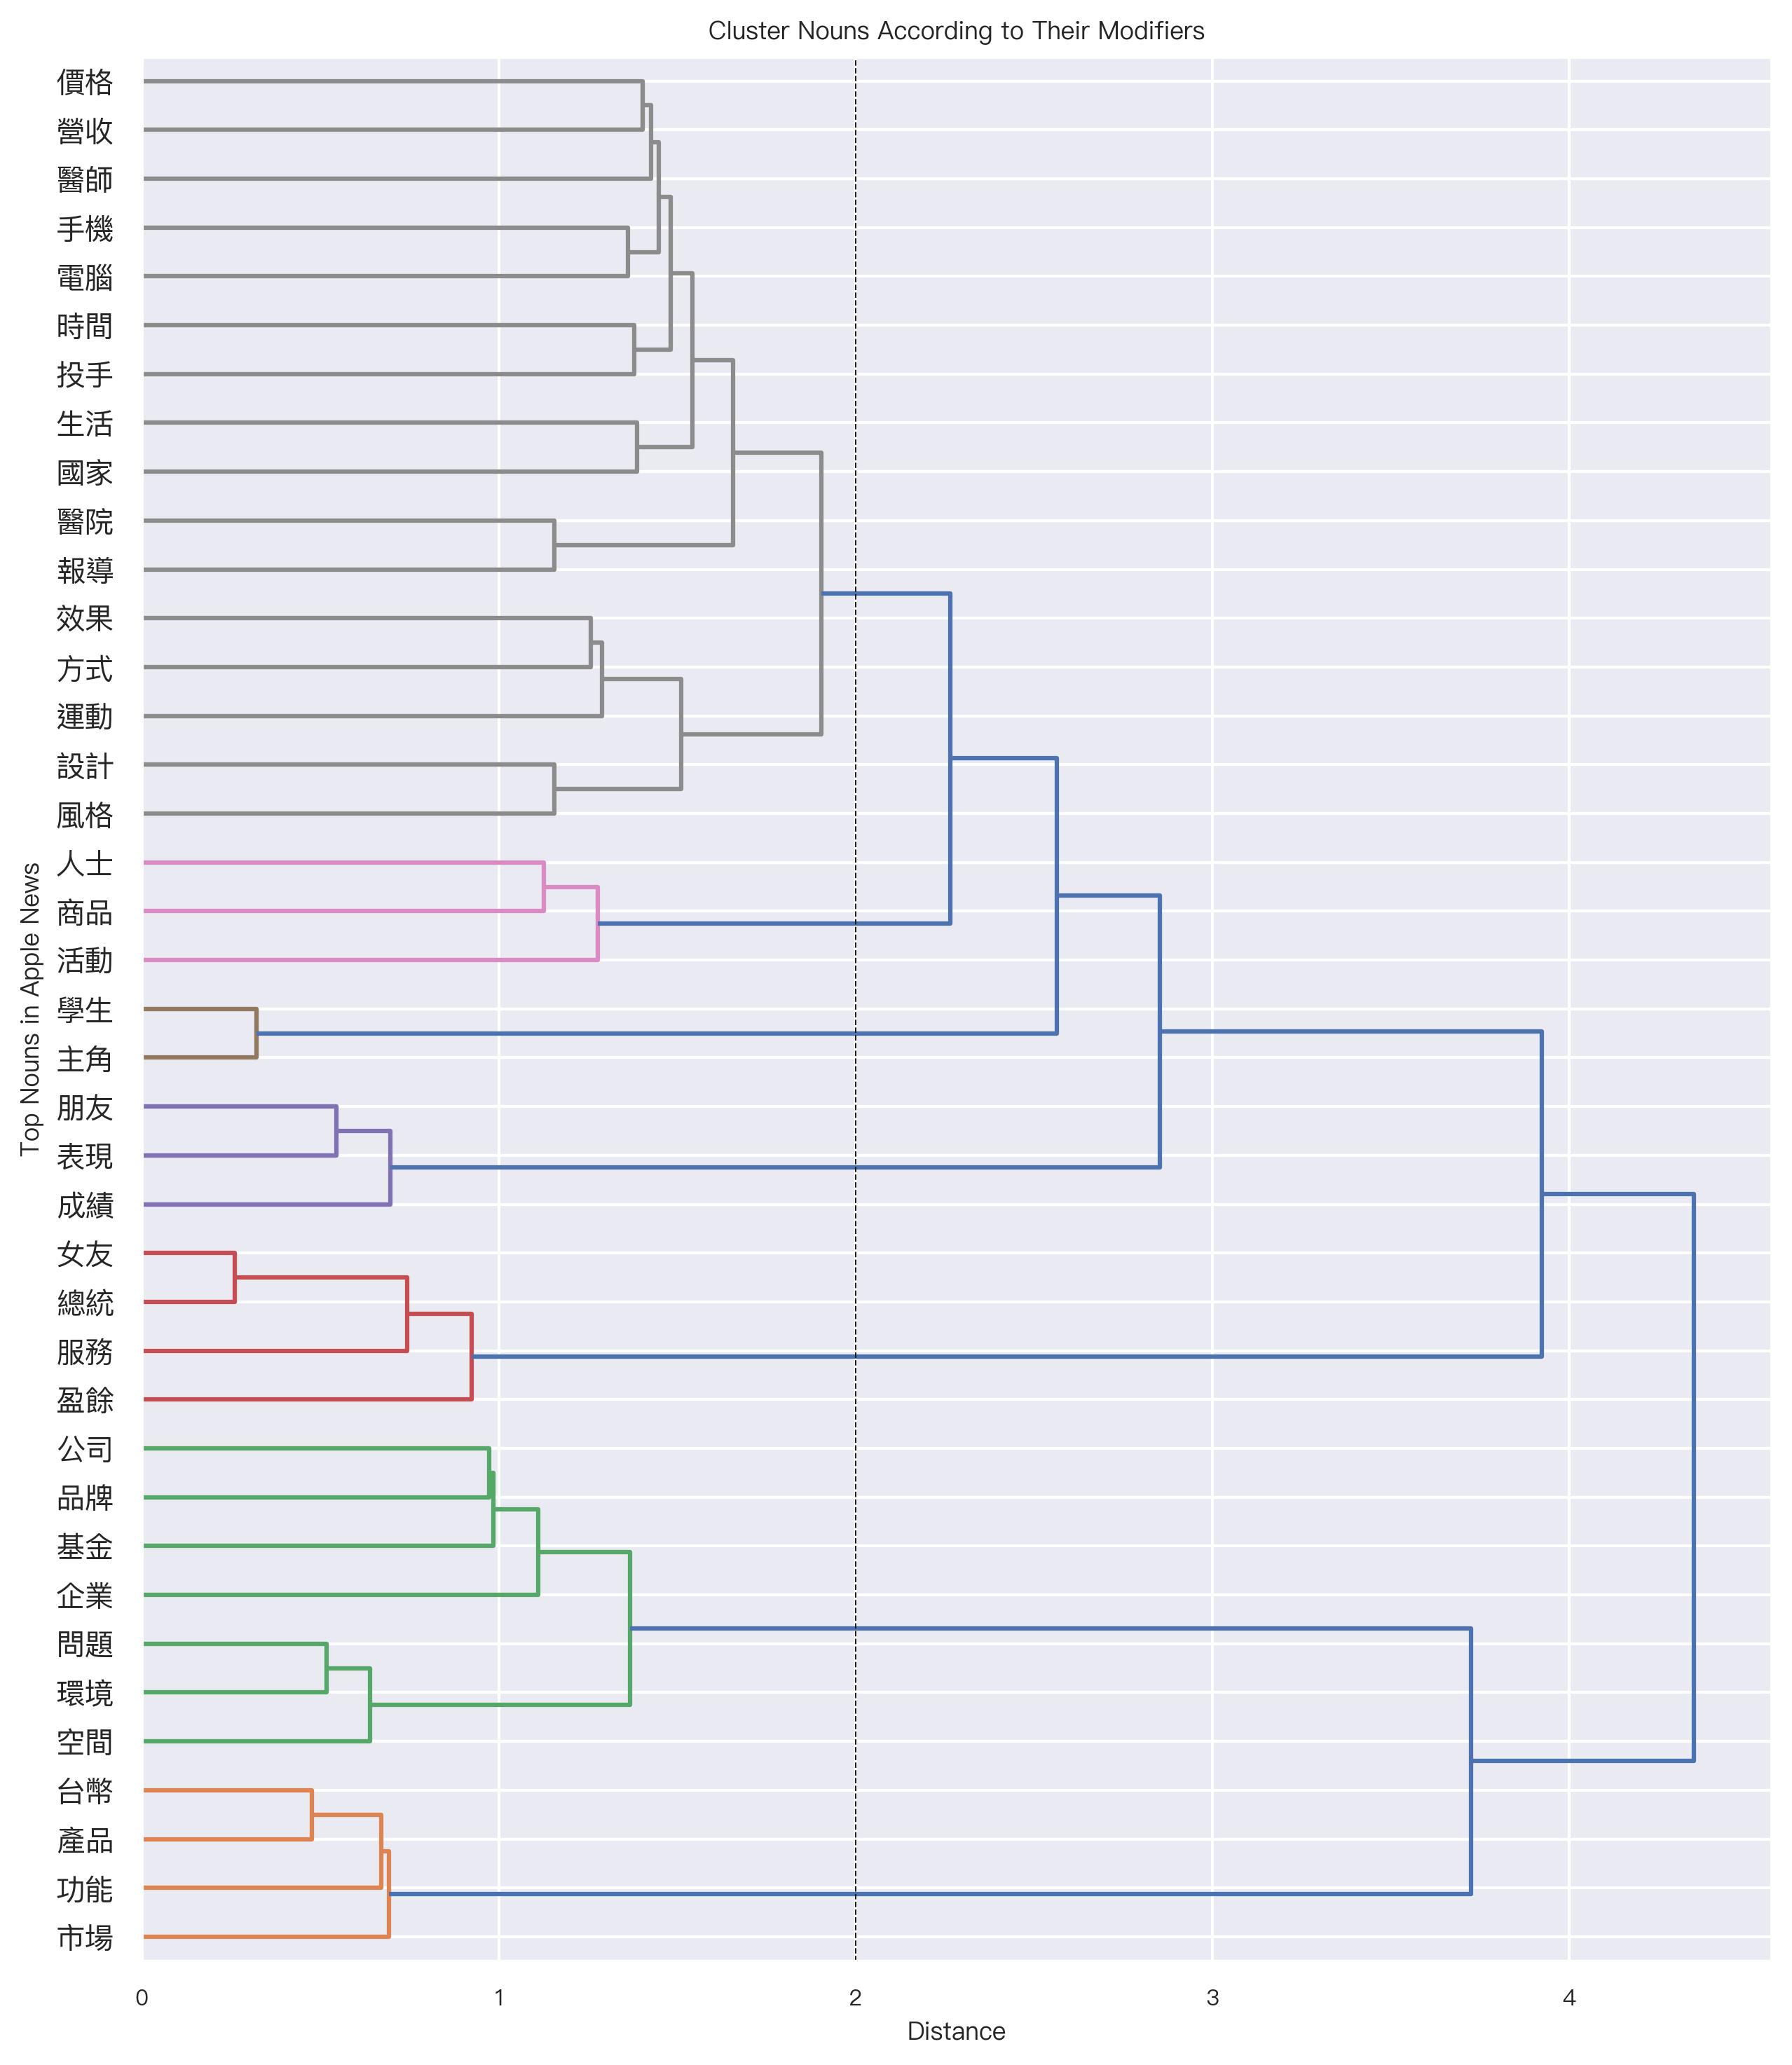 Cluster Nouns According to Their Modifiers
價格
營收
醫師
手機
電腦
時間
投手
生活
國家
醫院
報導
效果
方式
運動
設計
風格
人士
商品
活動
學生
主角
朋友
表現
成績
女友
總統
服務
盈餘
公司
品牌
基金
企業
問題
環境
空間
台幣
產品
功能
市場
Top Nouns in Apple News
0 1 2 3 4
Distance